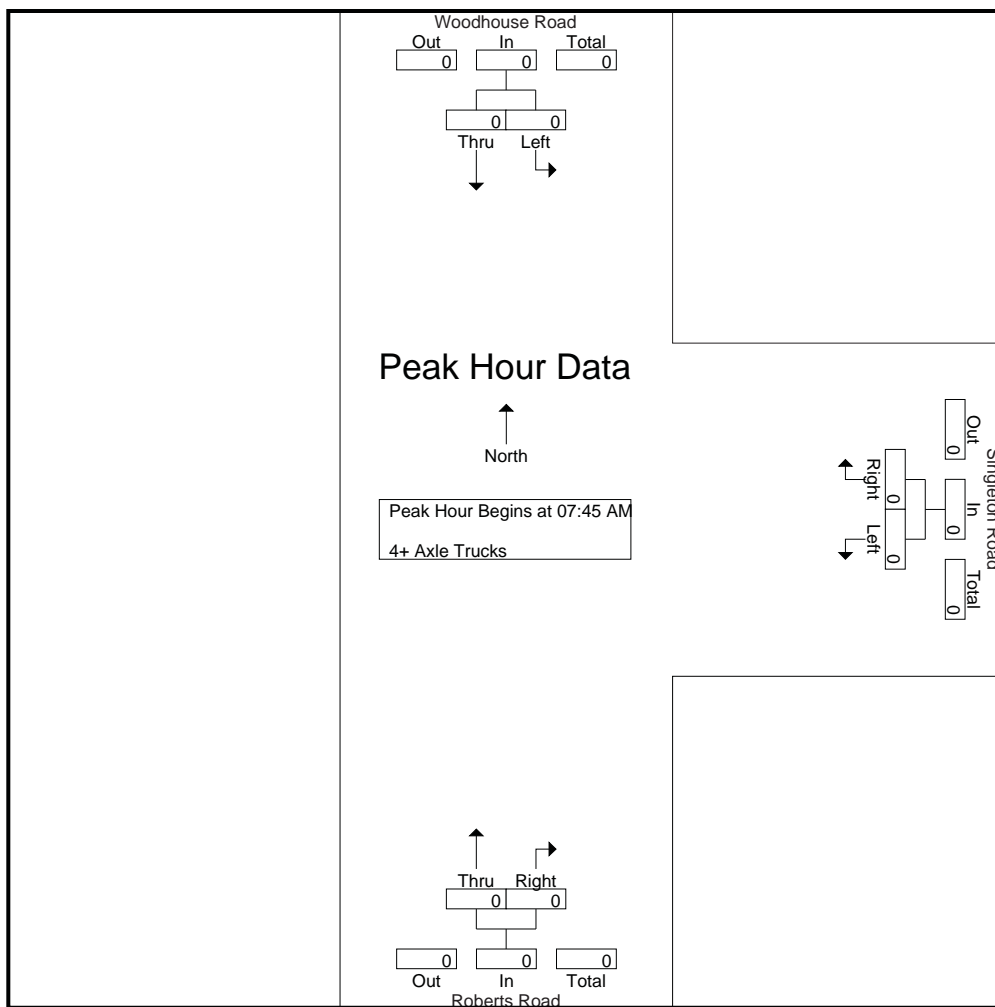 Woodhouse Road
Out In Total
0 0 0
0 0
Thru Left
Peak Hour Data
North
Peak Hour Begins at 07:45 AM
4+ Axle Trucks
Singleton Road
Out In Total
0 0 0
Right Left
0 0
Thru Right
0 0
0 0 0
Out In Total
Roberts Road